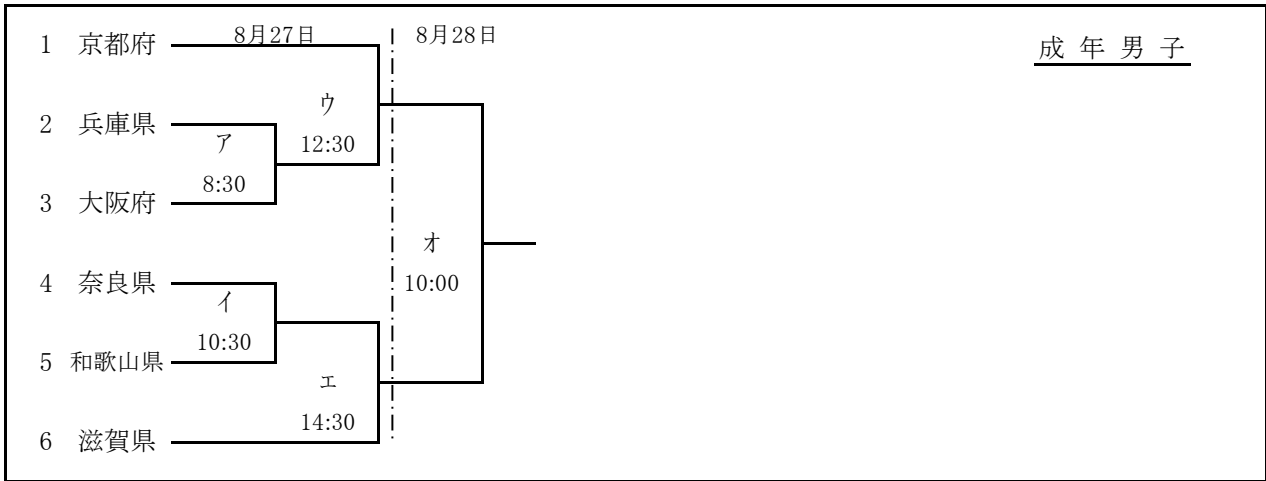 8月27日
8月28日
成年男子
1 京都府
2 兵庫県
3 大阪府
4 奈良県
5 和歌山県
6 滋賀県
ア
8:30
イ
10:30
ウ
12:30
エ
14:30
オ
10:00